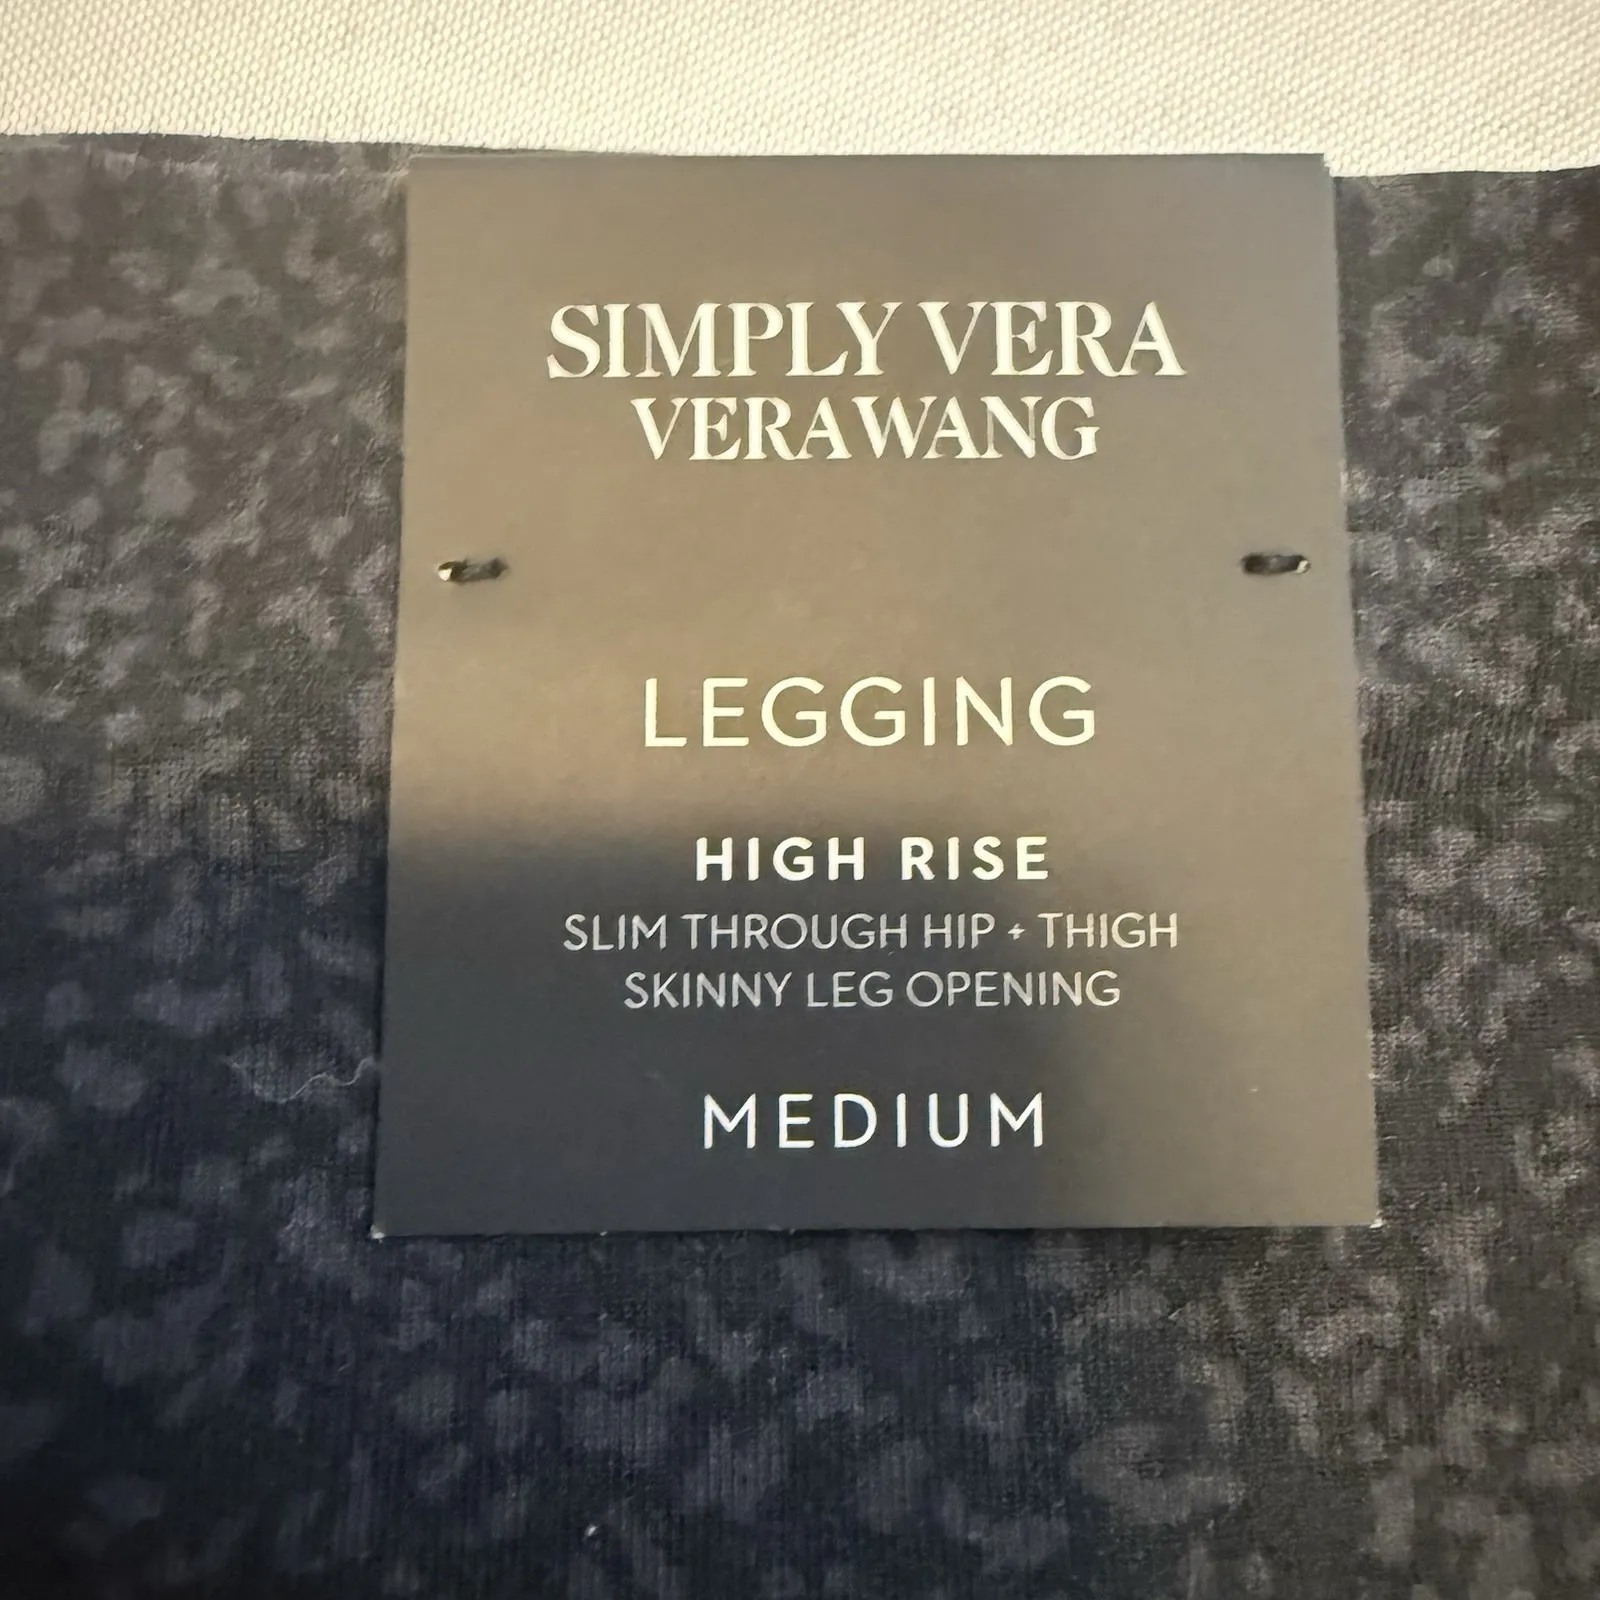 SIMPLY VERA
VERAWANG
LEGGING
HIGH RISE
SLIM THROUGH HIP + THIGH
SKINNY LEG OPENING
MEDIUM